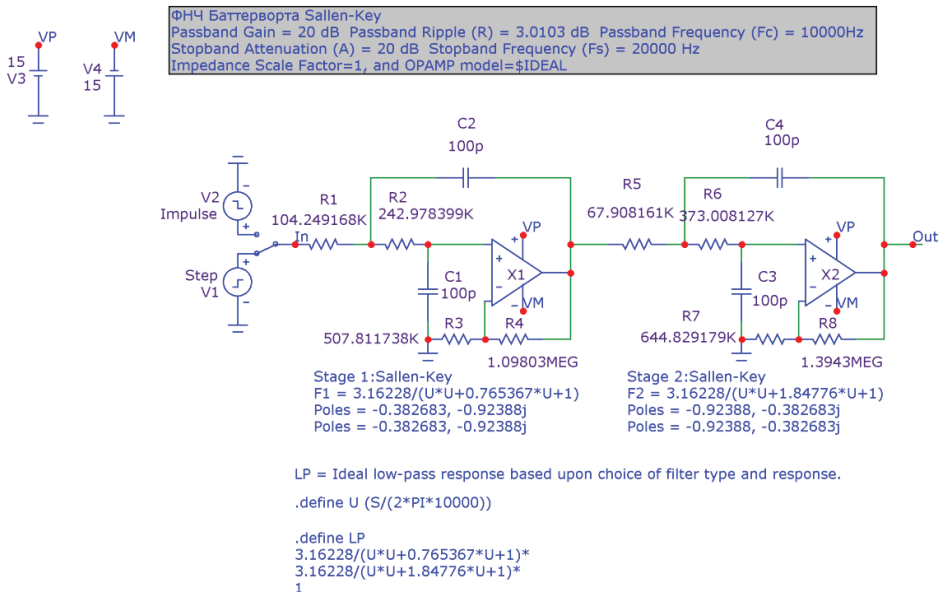 ФНЧ Баттерворта Sallen-Key
Passband Gain = 20 dB Passband Ripple (R) = 3.0103 dB Passband Frequency (Fc) = 10000Hz
Stopband Attenuation (A) = 20 dB Stopband Frequency (Fs) = 20000 Hz
Impedance Scale Factor=1, and OPAMP model=$IDEAL
VP
15
V3
VM
V4
15
C2
100p
C4
100p
V2
Impulse
R1
104.249168K
In
R2
242.978399K
R5
67.908161K
R6
373.008127K
Out
Step
V1
C1
100p
VP
X1
VM
C3
100p
VP
X2
VM
R3
507.811738K
R4
1.09803MEG
R7
644.829179K
R8
1.3943MEG
Stage 1:Sallen-Key
F1 = 3.16228/(U*U+0.765367*U+1)
Poles = -0.382683, -0.92388j
Poles = -0.382683, -0.92388j
Stage 2:Sallen-Key
F2 = 3.16228/(U*U+1.84776*U+1)
Poles = -0.92388, -0.382683j
Poles = -0.92388, -0.382683j
LP = Ideal low-pass response based upon choice of filter type and response.
.define U (S/(2*PI*10000))
.define LP
3.16228/(U*U+0.765367*U+1)*
3.16228/(U*U+1.84776*U+1)*
1